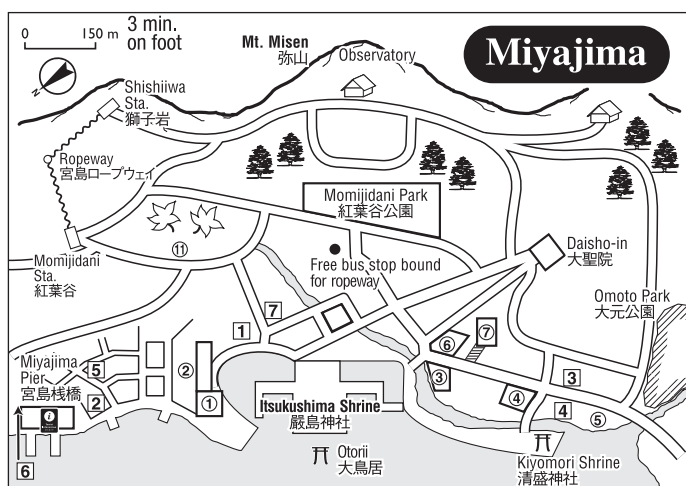 0 150 m
3 min.
on foot
Miyajima
N
Mt. Misen
弥山
Observatory
Shishiiwa
Sta.
獅子岩
Ropeway
宮島ロープウェイ
Momijidani Park
紅葉谷公園
Momijidani
Sta.
紅葉谷
⑪
Free bus stop bound
for ropeway
Daisho-in
大聖院
Omoto Park
大元公園
7
1
⑥
⑦
Miyajima
Pier
宮島桟橋
5
2
②
①
③
3
④
4
⑤
i
6
Itsukushima Shrine
嚴島神社
Otorii
大鳥居
Kiyomori Shrine
清盛神社